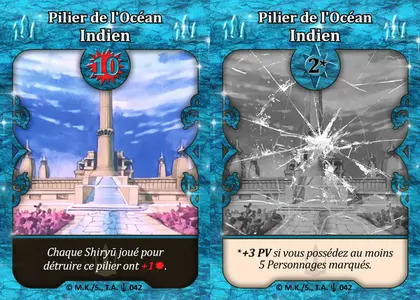 Pilier de l'Océan
Indien
10
Chaque Shiryū joué pour
détruire ce pilier ont +1.
© M.K./S., T.A. 042
Pilier de l'Océan
Indien
2*
*+3 PV si vous possédez au moins
5 Personnages marqués.
© M.K./S., T.A. 042